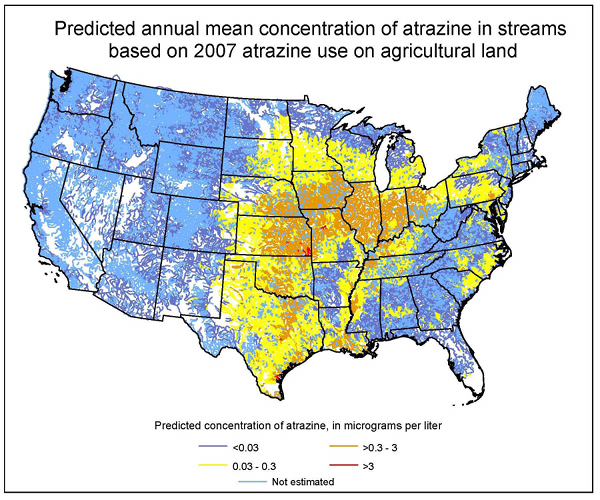 Predicted annual mean concentration of atrazine in streams
based on 2007 atrazine use on agricultural land
Predicted concentration of atrazine, in micrograms per liter
<0.03
>0.3 - 3
0.03 - 0.3
>3
Not estimated